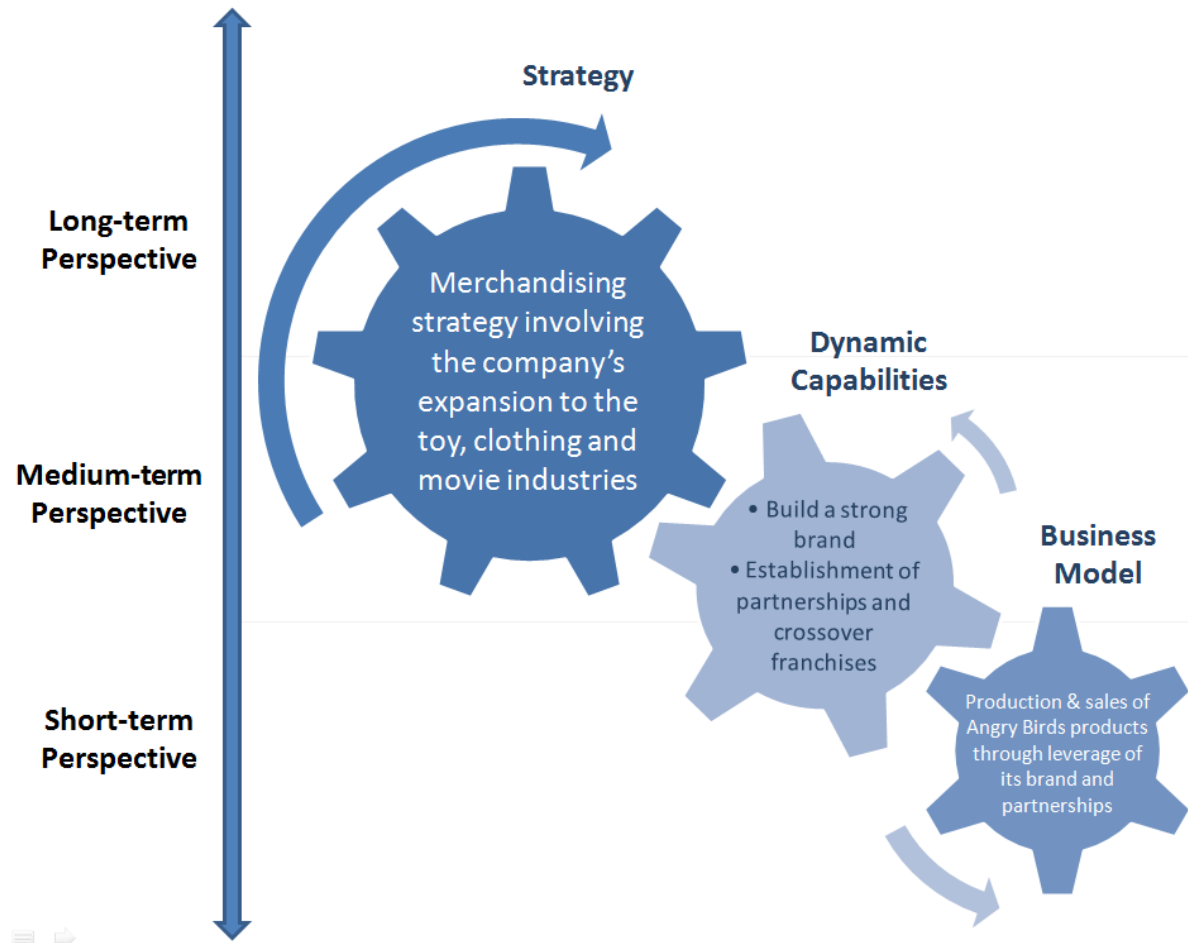 Strategy
Long-term
Perspective
Merchandising
strategy involving
the company’s
expansion to the
toy, clothing and
movie industries
Dynamic
Capabilities
Medium-term
Perspective
• Build a strong
brand
• Establishment of
partnerships and
crossover
franchises
Business
Model
Short-term
Perspective
Production & sales of
Angry Birds products
through leverage of
its brand and
partnerships